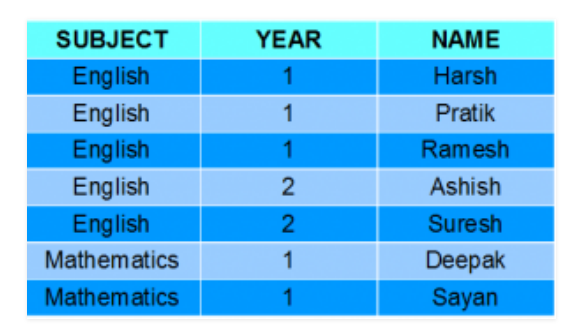 SUBJECT YEAR NAME
English 1 Harsh
English 1 Pratik
English 1 Ramesh
English 2 Ashish
English 2 Suresh
Mathematics 1 Deepak
Mathematics 1 Sayan